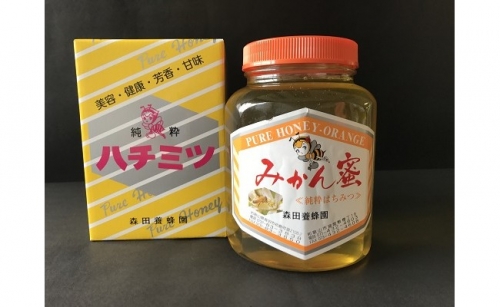 Pure Honey
美容・健康・芳香・甘味
純粋
ハチミツ
Pure Honey
Pure Honey
森田養蜂園
PURE HONEY-ORANGE
みかん蜜
<純粋はちみつ>
森田養蜂園